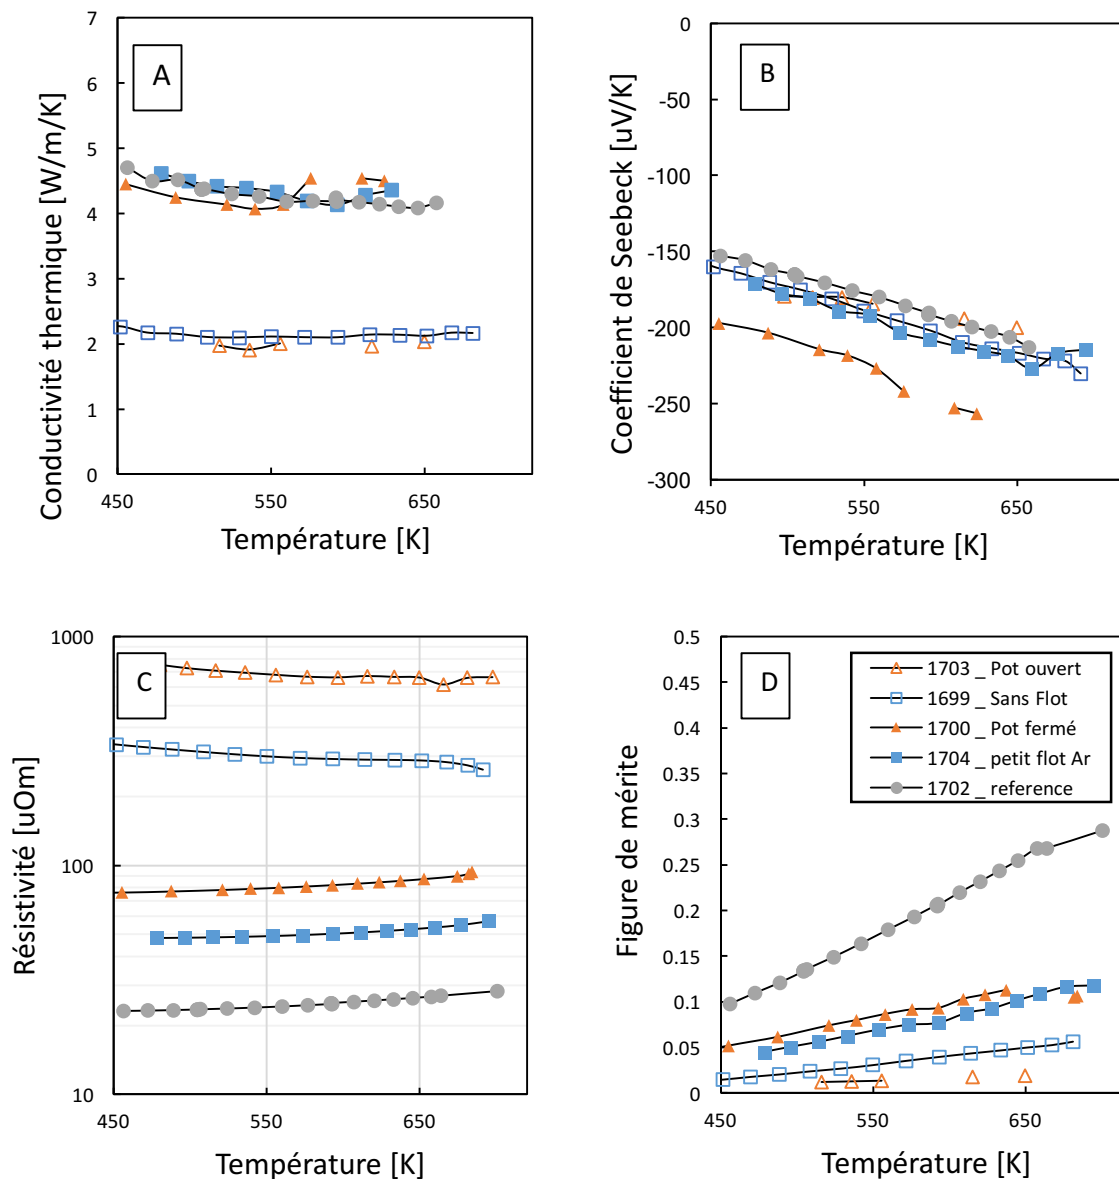 A
Conductivité thermique [W/m/K]
7
6
5
4
3
2
1
0
450
550
650
Température [K]
B
Coefficient de Seebeck [uV/K]
0
-50
-100
-150
-200
-250
-300
450
550
650
Température [K]
C
Résistivité [uOm]
1000
100
10
450
550
650
Température [K]
D
Figure de mérite
0.5
0.45
0.4
0.35
0.3
0.25
0.2
0.15
0.1
0.05
0
450
550
650
Température [K]
1703 _ Pot ouvert
1699 _ Sans Flot
1700 _ Pot fermé
1704 _ petit flot Ar
1702 _ reference